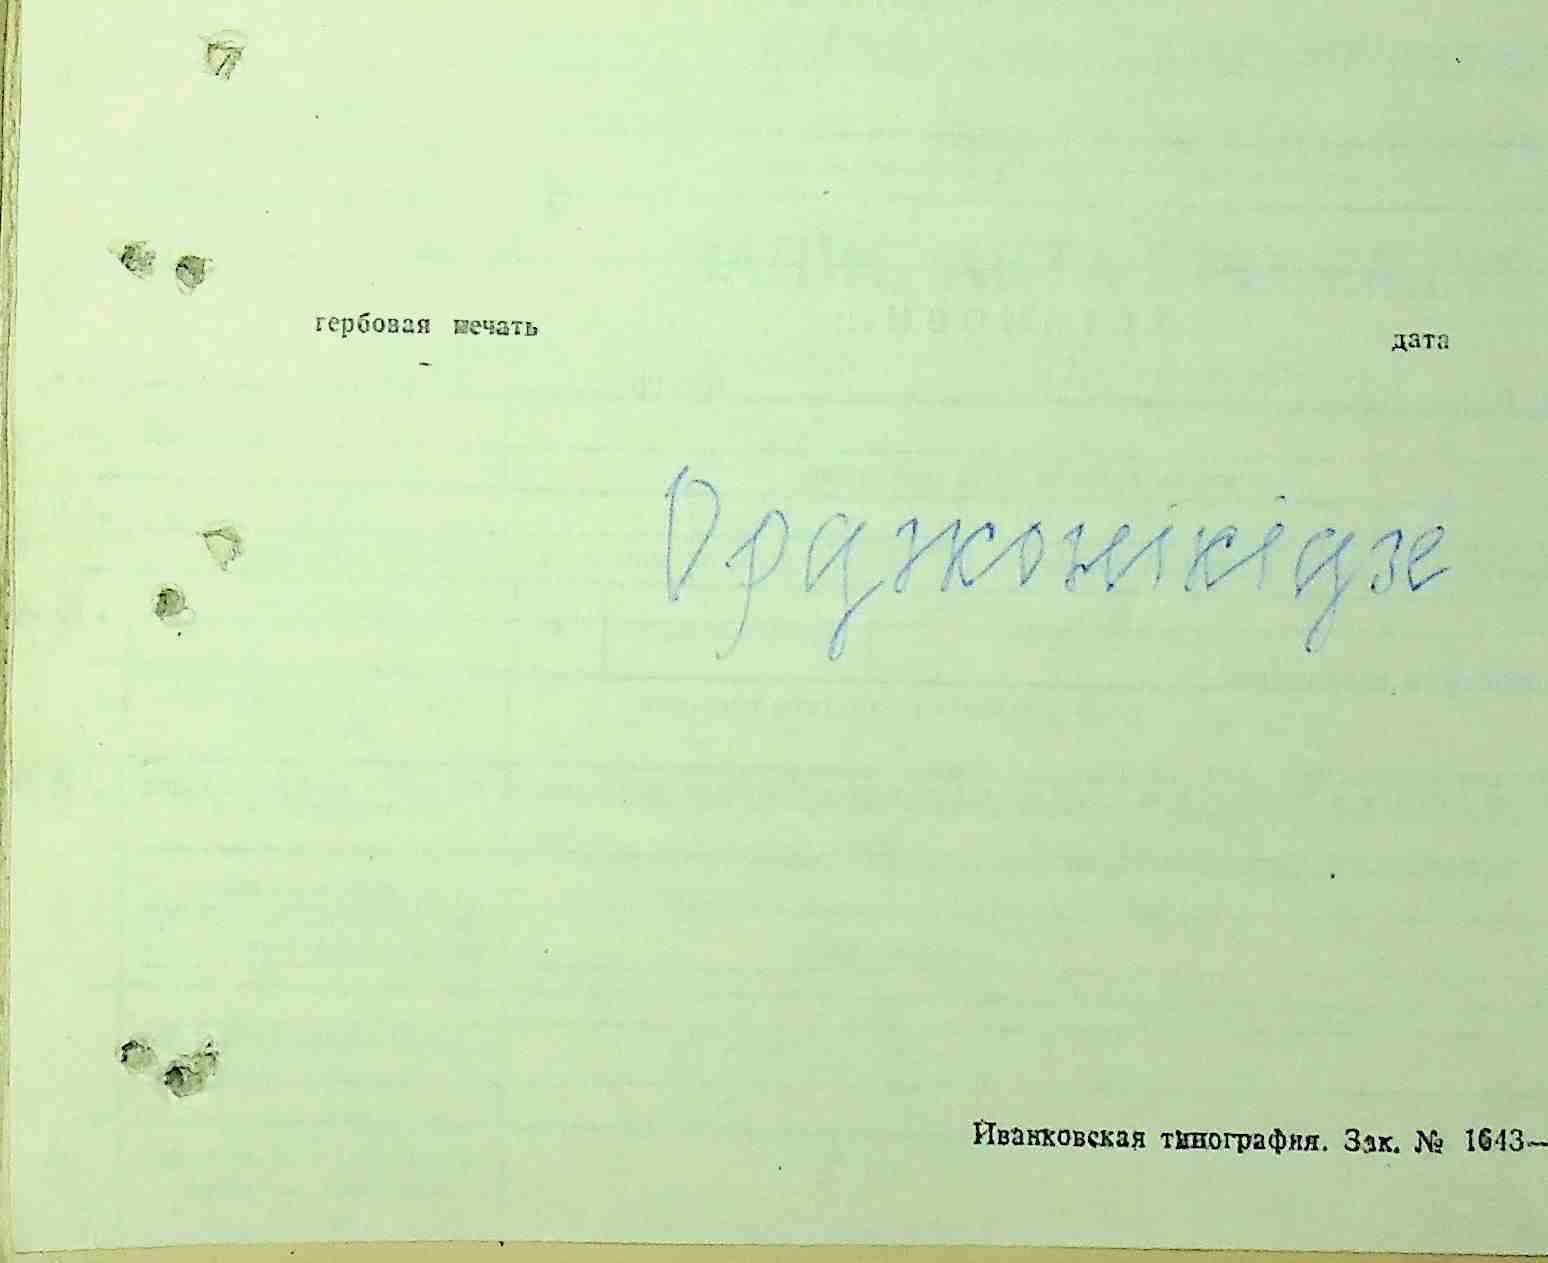 гербовая печать
дата
Орджонікідзе
Иванковская типография. Зак. № 1643—